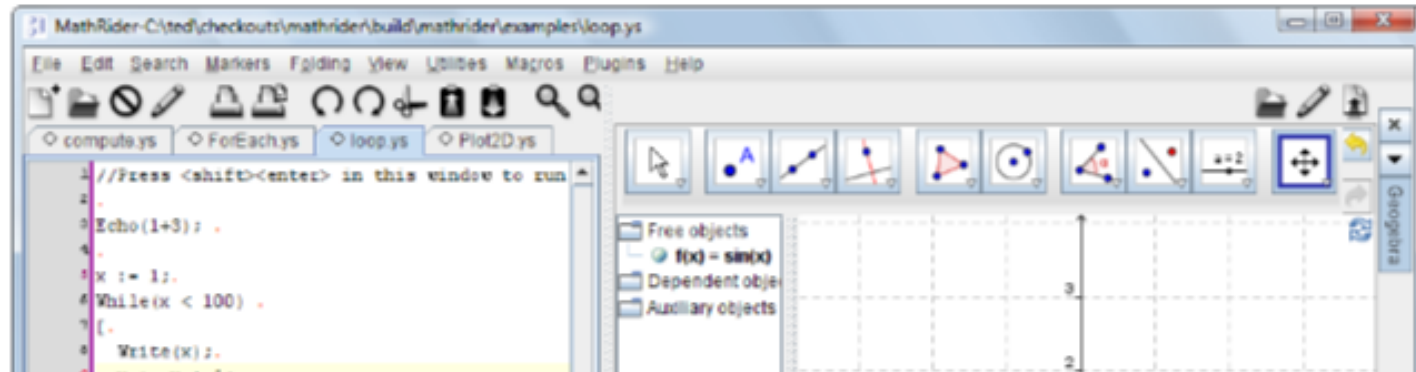 MathRider-C:\ted\checkouts\mathrider\build\mathrider\examples\loop.ys
File Edit Search Markers Folding View Utilities Macros Plugins Help
compute.ys ForEach.ys loop.ys Plot2D.ys
1 //Press <shift><enter> in this window to run
2 .
3 Echo(1+3); .
4 .
5 x := 1;.
6 While(x < 100) .
7 [.
8 Write(x);.
A
α
a=2
Geogebra
Free objects
f(x) = sin(x)
Dependent obje
Auxiliary objects
3
2